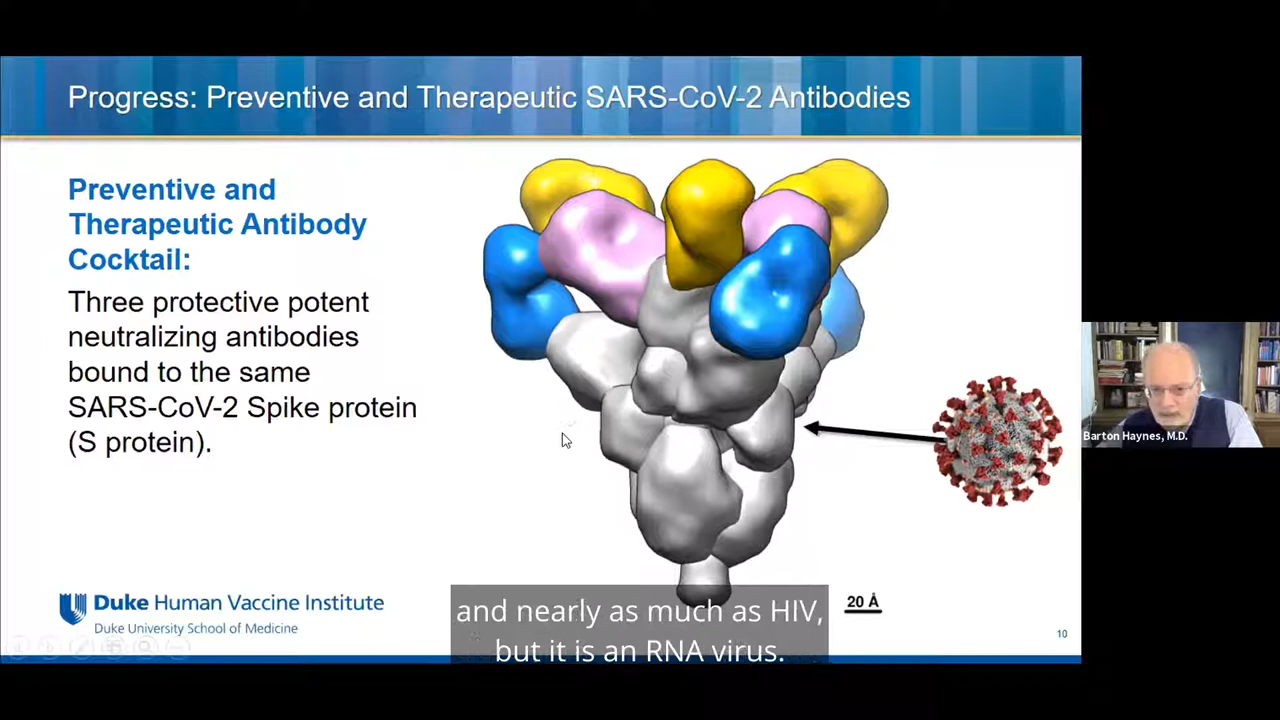 Progress: Preventive and Therapeutic SARS-CoV-2 Antibodies
Preventive and
Therapeutic Antibody
Cocktail:
Three protective potent
neutralizing antibodies
bound to the same
SARS-CoV-2 Spike protein
(S protein).
Barton Haynes, M.D.
Duke Human Vaccine Institute
Duke University School of Medicine
20 Å
10
and nearly as much as HIV,
but it is an RNA virus.